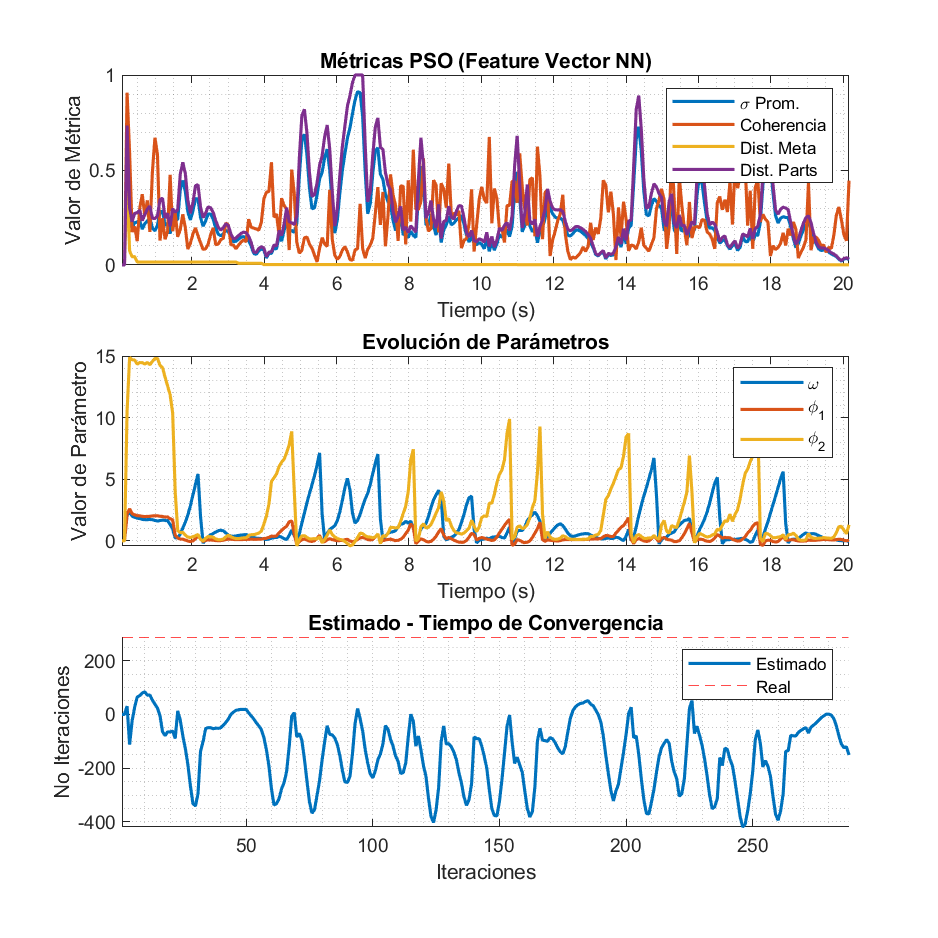 Métricas PSO (Feature Vector NN)
Valor de Métrica
1
0.5
0
σ Prom.
Coherencia
Dist. Meta
Dist. Parts
2 4 6 8 10 12 14 16 18 20
Tiempo (s)
Evolución de Parámetros
Valor de Parámetro
15
10
5
0
ω
ϕ1
ϕ2
2 4 6 8 10 12 14 16 18 20
Tiempo (s)
Estimado - Tiempo de Convergencia
No Iteraciones
200
0
-200
-400
Estimado
Real
50 100 150 200 250
Iteraciones